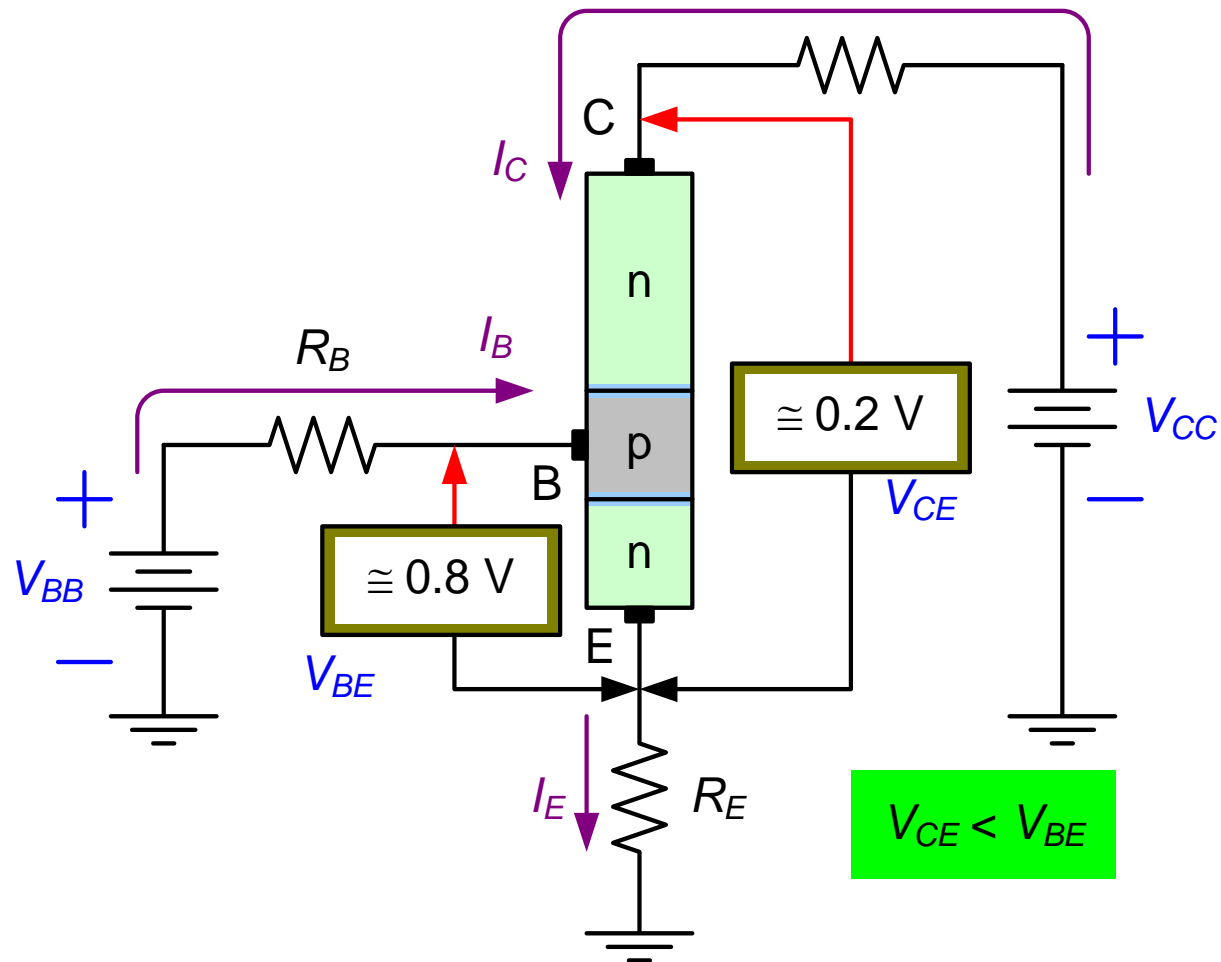 C
I_C
n
R_B
I_B
+
≅ 0.2 V
V_CC
p
B
+
V_CE
−
n
≅ 0.8 V
V_BB
E
−
V_BE
I_E
R_E
V_CE < V_BE